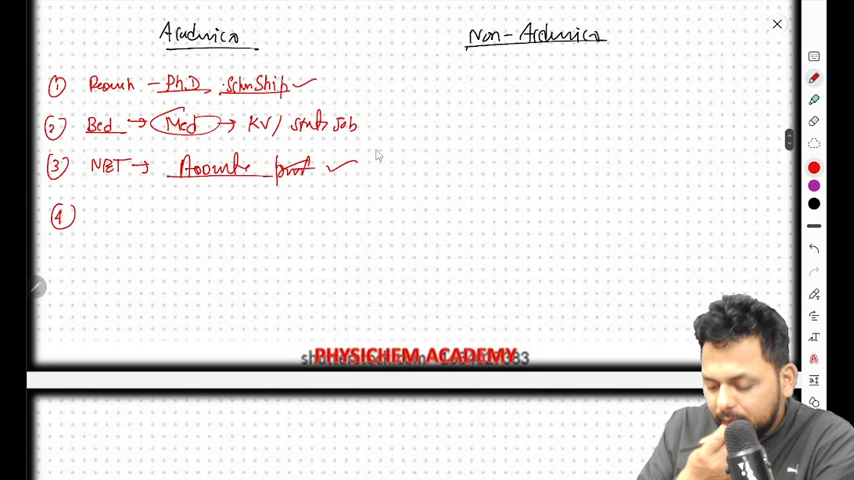 Academics
Non-Academics
① Research - Ph.D. Scholarship ✓
② Bed → Med → KV/ State Job
③ NET → Associate prof ✓
④
PHYSICHEM ACADEMY